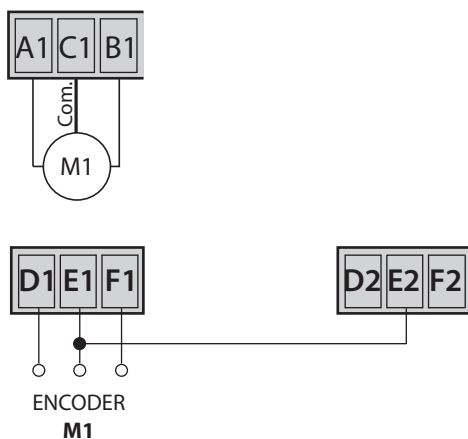 A1 C1 B1
Com.
M1
D1 E1 F1
D2 E2 F2
ENCODER
M1